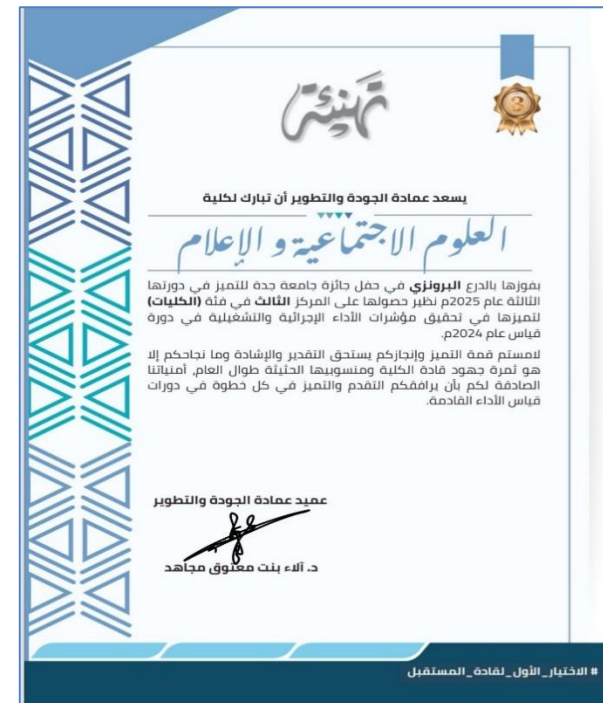 تهنئة
3
يسعد عمادة الجودة والتطوير أن تبارك لكلية
العلوم الاجتماعية و الإعلام
بفوزها بالدرع البرونزي في حفل جائزة جامعة جدة للتميز في دورتها
الثالثة عام 2025م نظير حصولها على المركز الثالث في فئة (الكليات)
لتميزها في تحقيق مؤشرات الأداء الإجرائية والتشغيلية في دورة
قياس عام 2024م.
لامستم قمة التميز وإنجازكم يستحق التقدير والإشادة وما نجاحكم إلا
هو ثمرة جهود قادة الكلية ومنسوبيها الحثيثة طوال العام، أمنياتنا
الصادقة لكم بأن يرافقكم التقدم والتميز في كل خطوة في دورات
قياس الأداء القادمة.
عميد عمادة الجودة والتطوير
د. آلاء بنت معتوق مجاهد
# الاختيار_الأول_لقادة_المستقبل